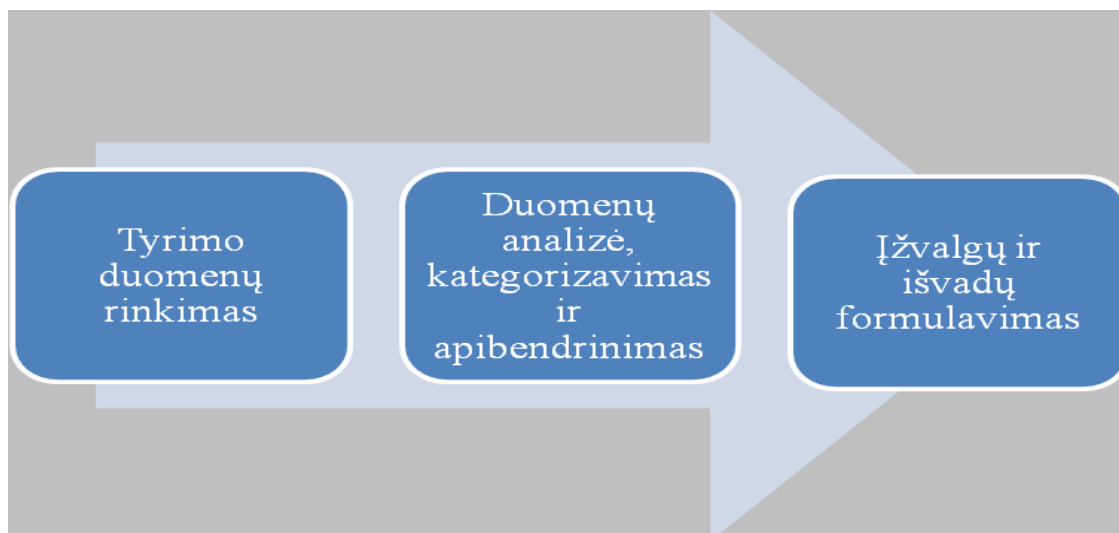 Tyrimo
duomenų
rinkimas
Duomenų
analizė,
kategorizavimas
ir
apibendrinimas
Įžvalgų ir
išvadų
formulavimas